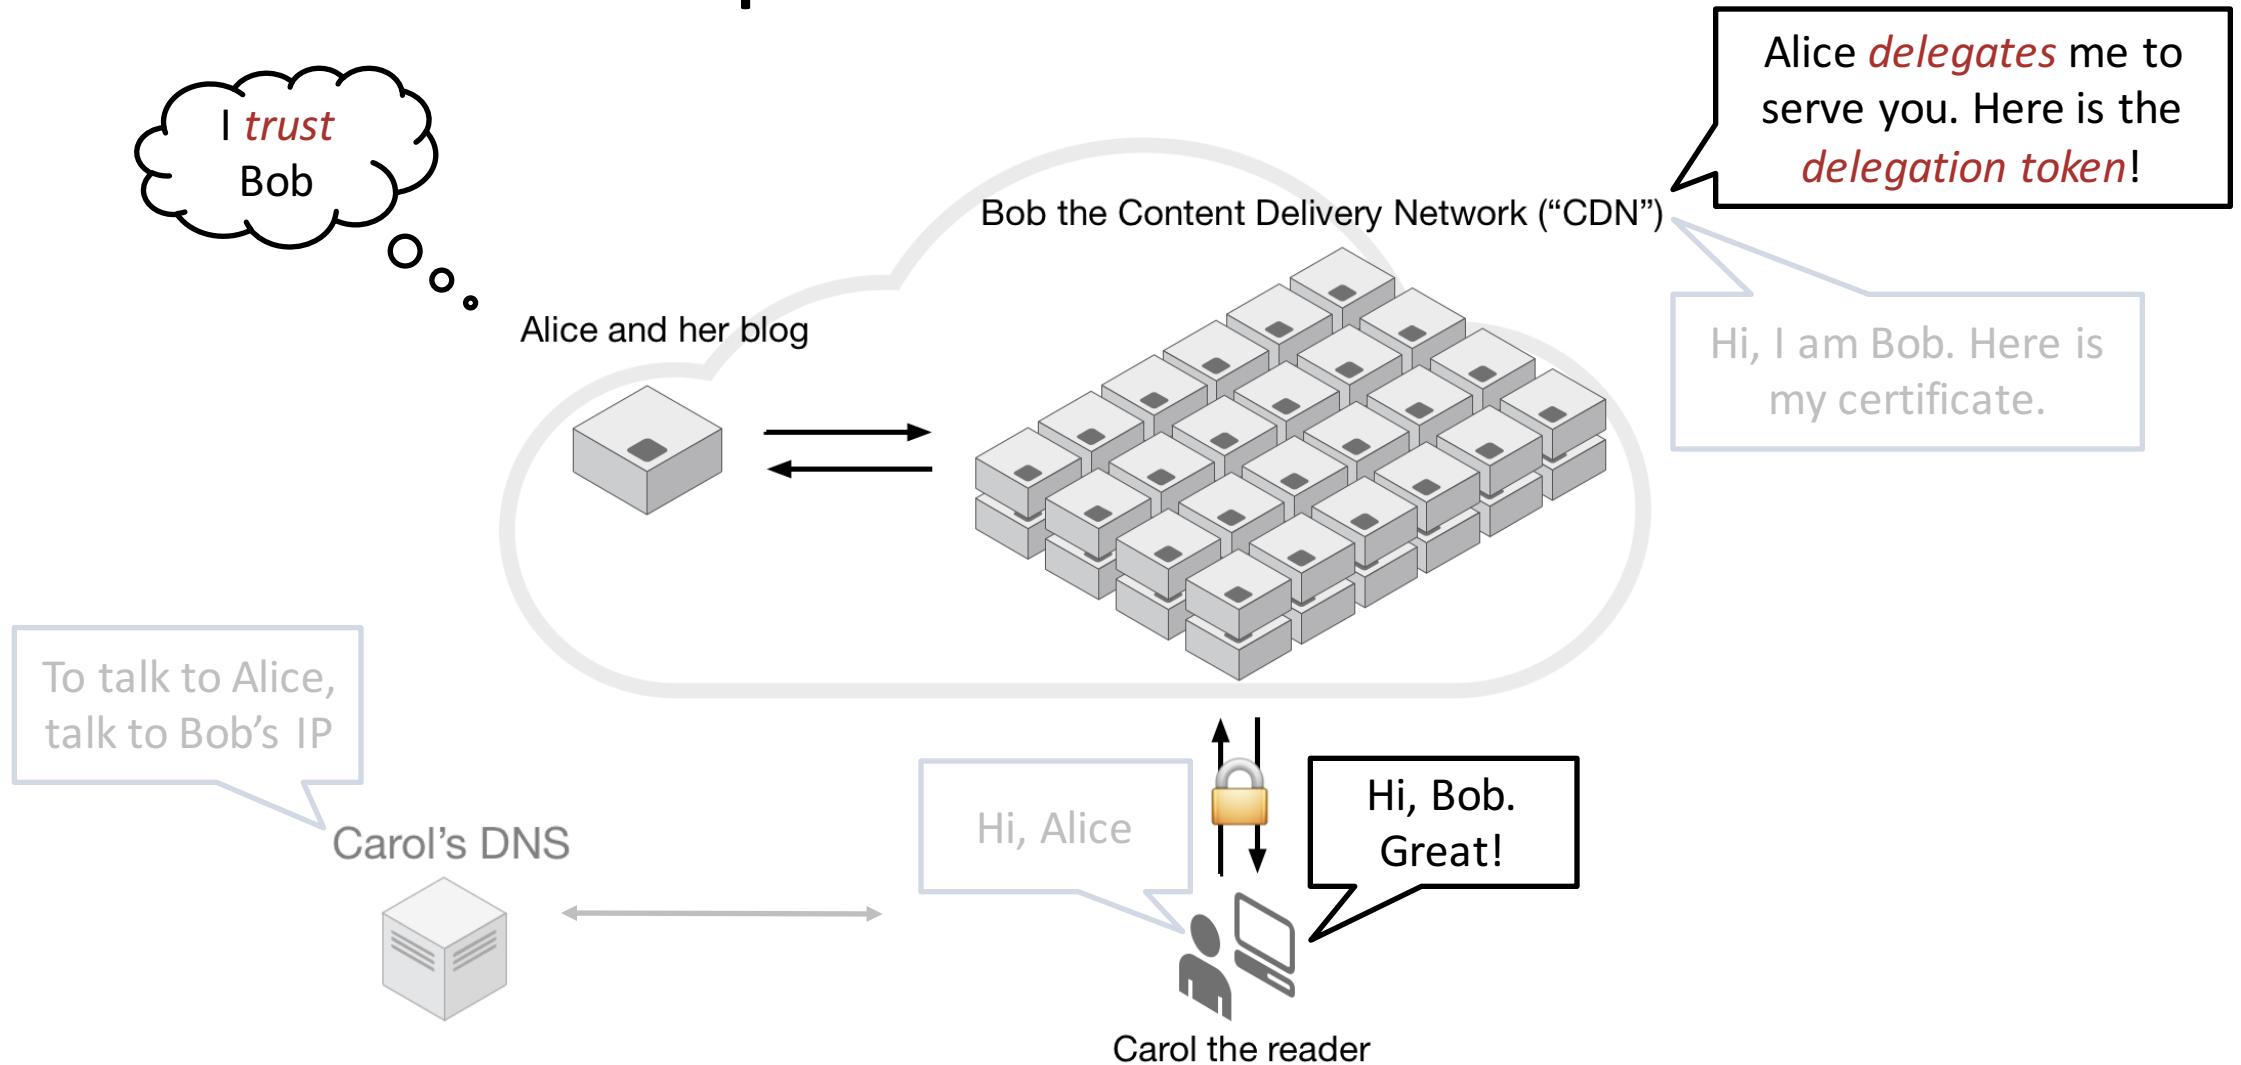 Alice delegates me to
serve you. Here is the
delegation token!
I trust
Bob
Bob the Content Delivery Network (“CDN”)
Hi, I am Bob. Here is
my certificate.
Alice and her blog
To talk to Alice,
talk to Bob’s IP
Carol’s DNS
Hi, Alice
Hi, Bob.
Great!
Carol the reader